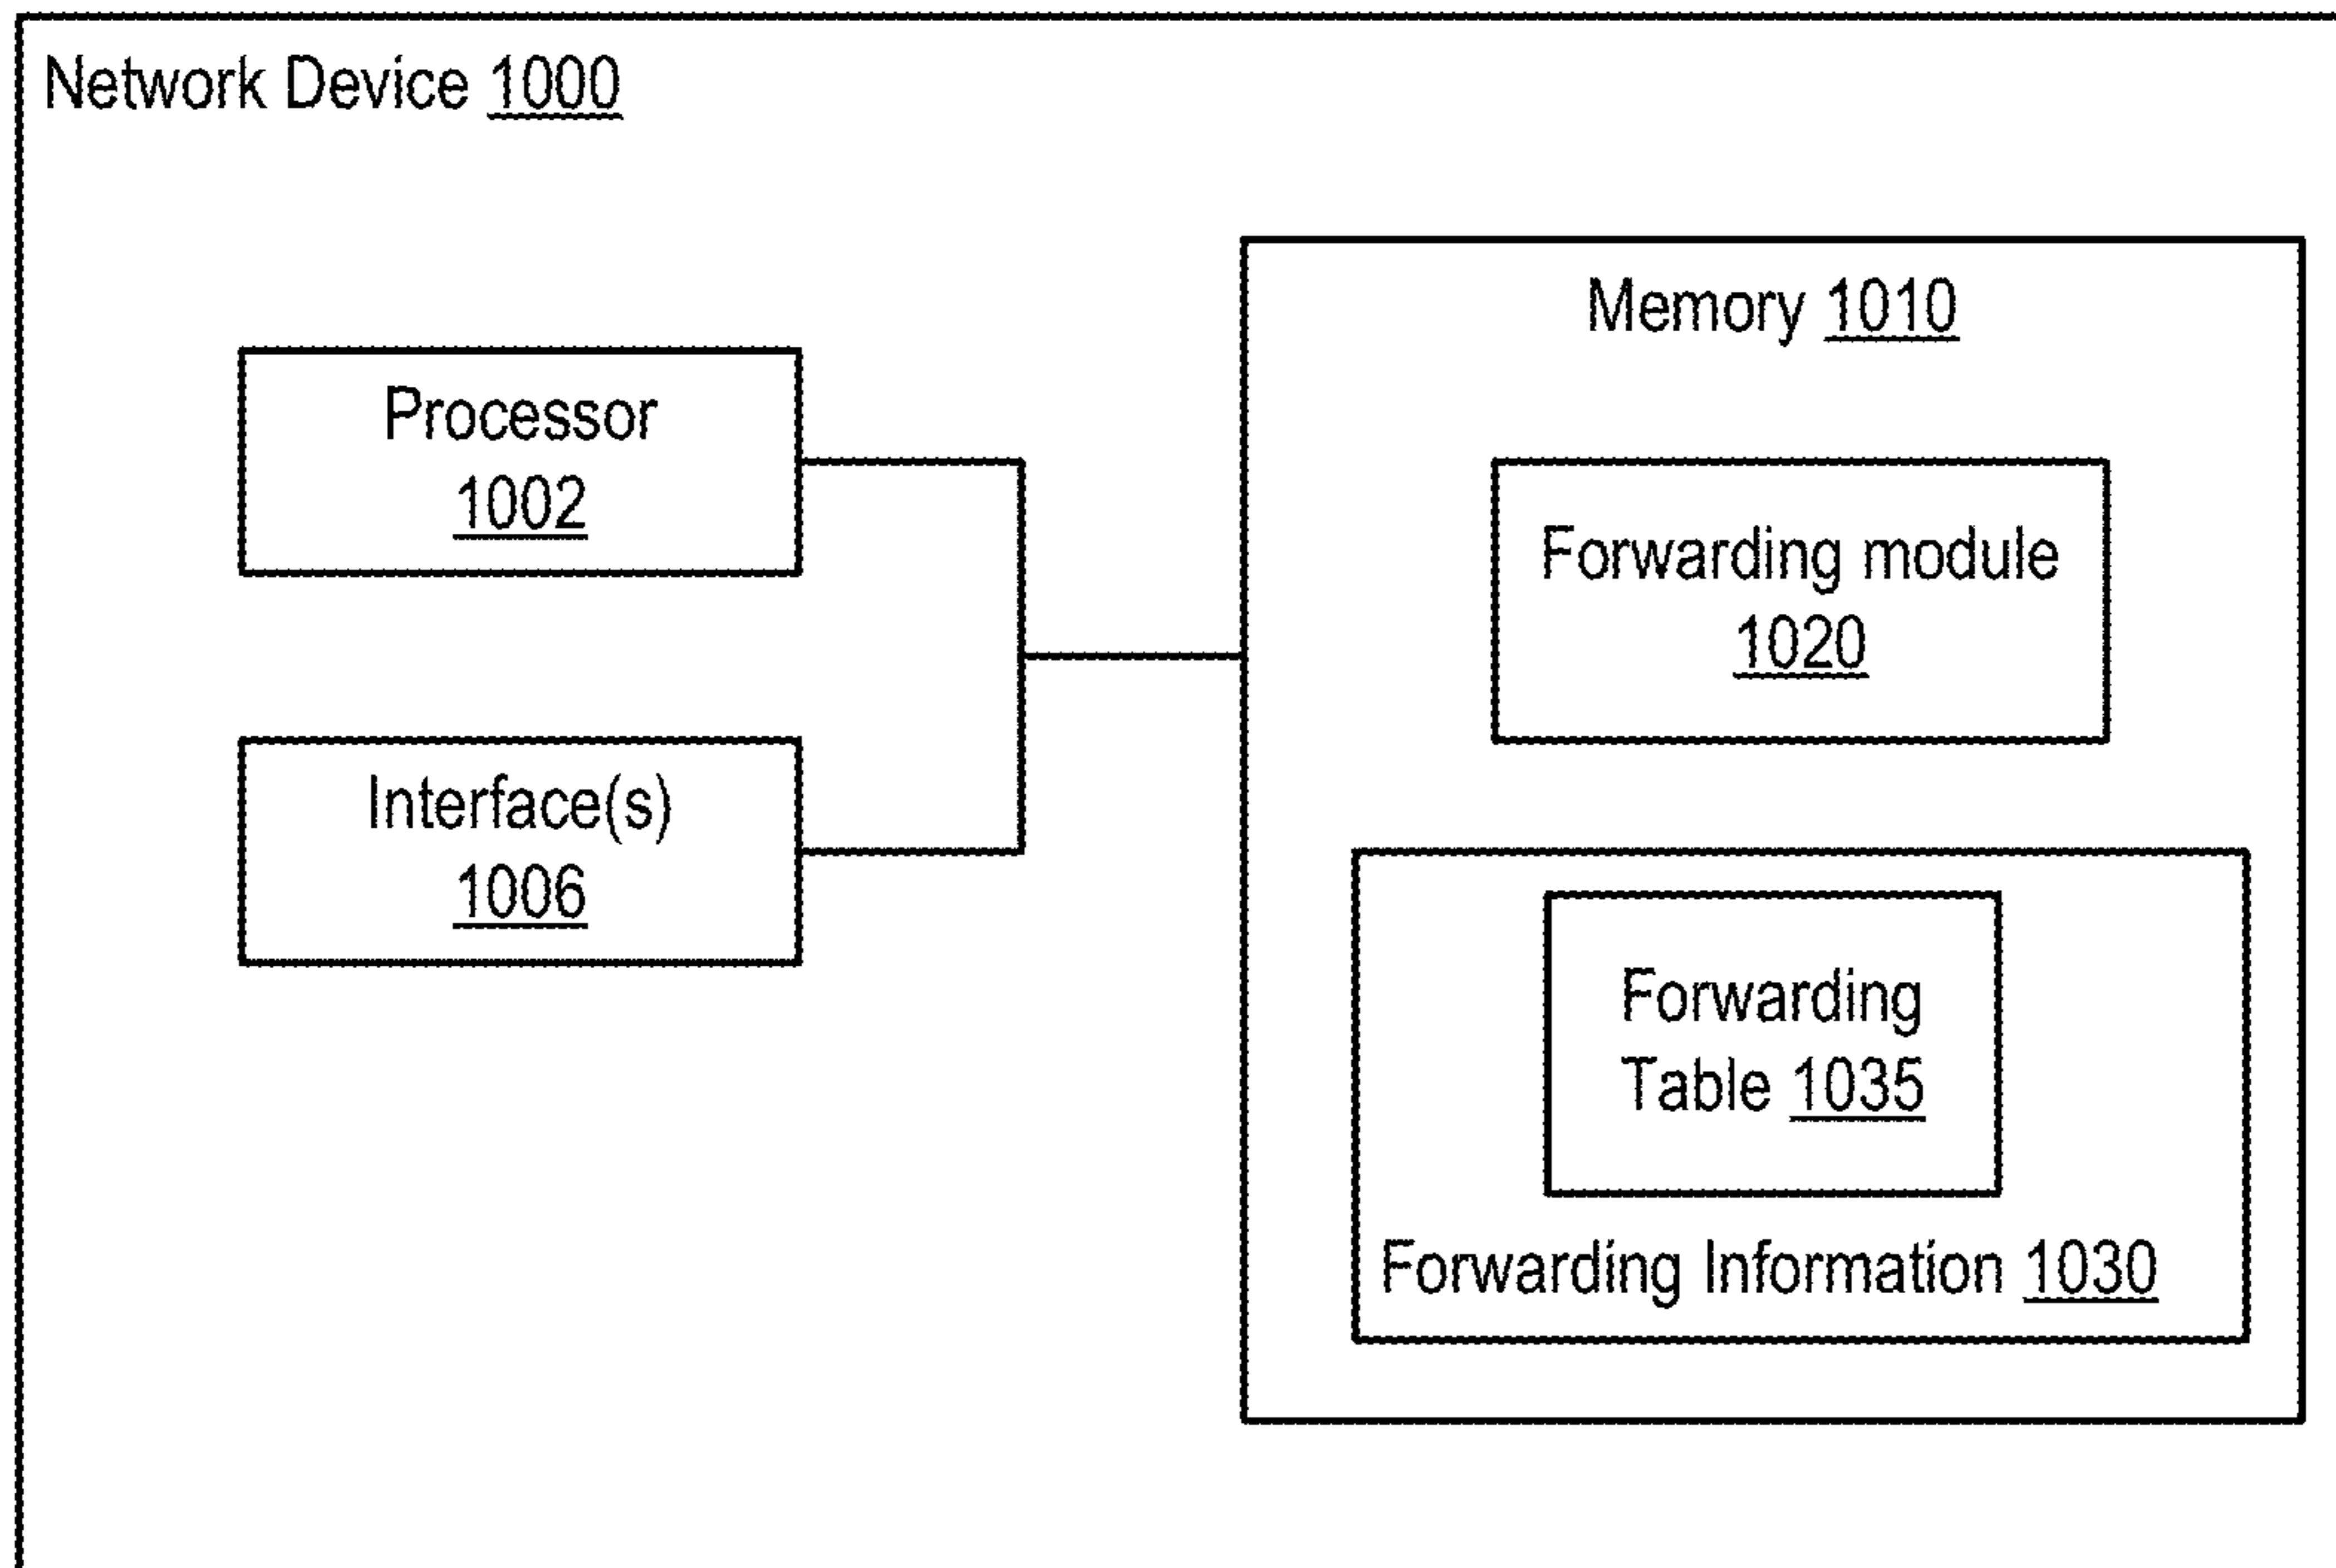 Network Device 1000
Memory 1010
Processor
1002
Forwarding module
1020
Interface(s)
1006
Forwarding
Table 1035
Forwarding Information 1030